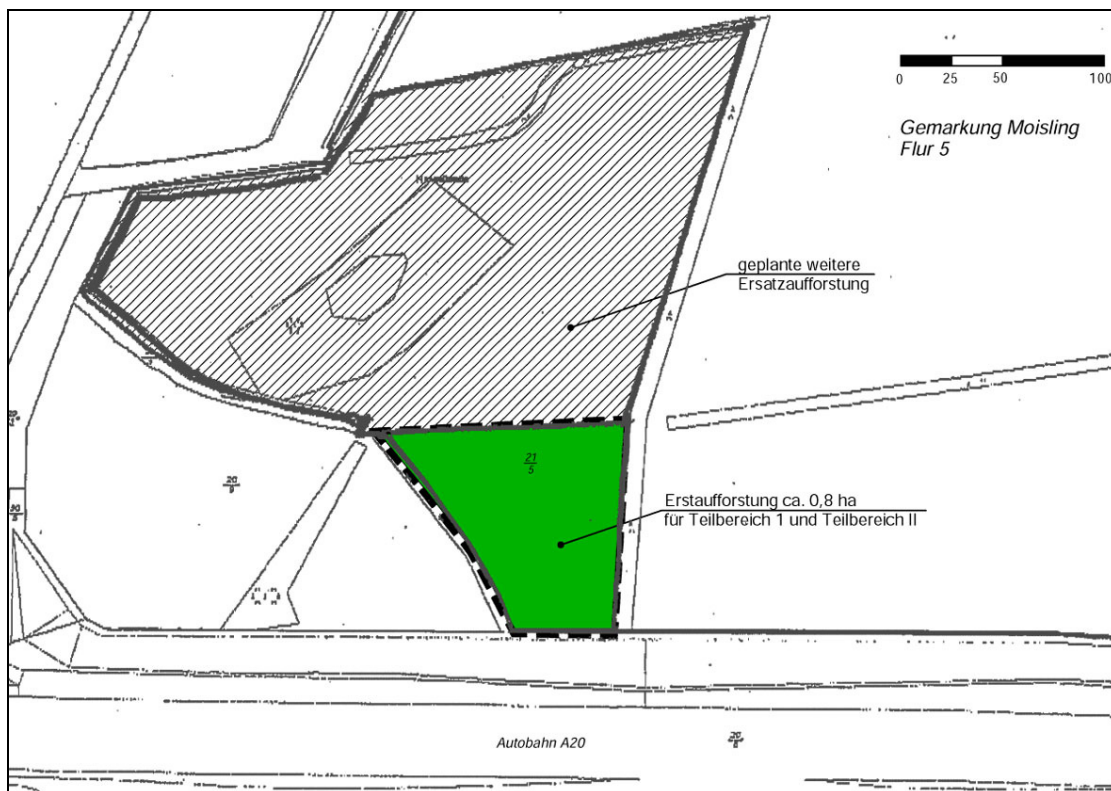 0 25 50 100
Gemarkung Moisling
Flur 5
geplante weitere
Ersatzaufforstung
21
5
20
9
Erstaufforstung ca. 0,8 ha
für Teilbereich 1 und Teilbereich II
Autobahn A20